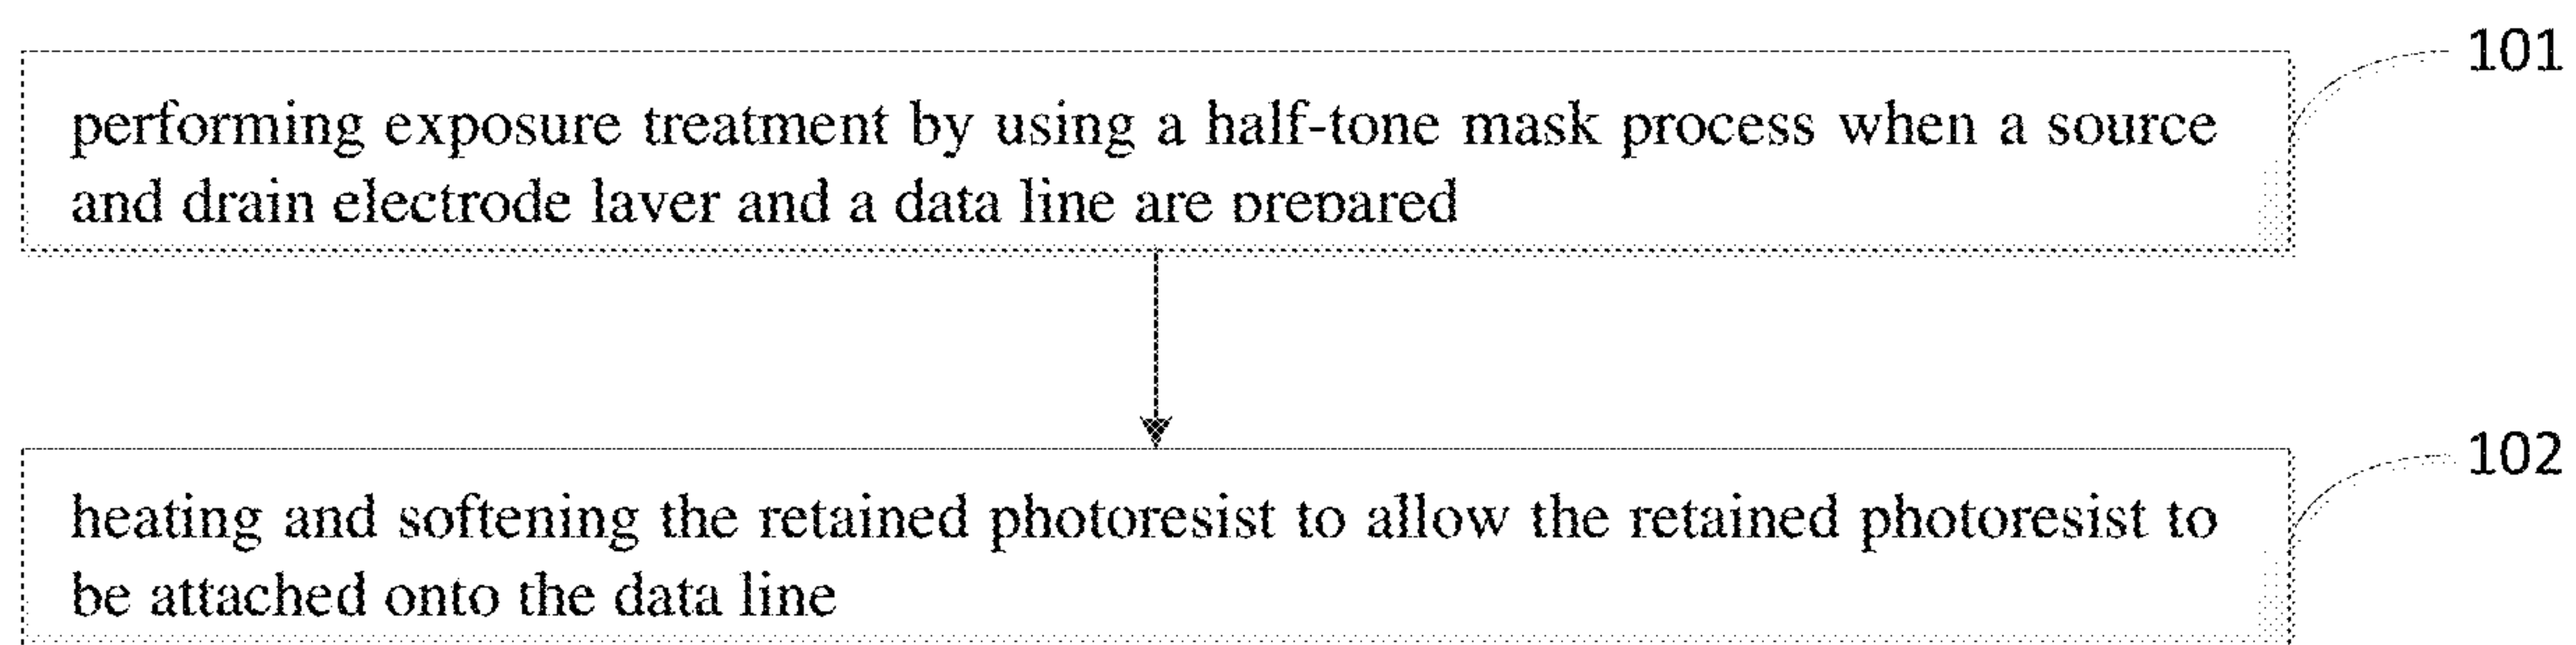 101
performing exposure treatment by using a half-tone mask process when a source
and drain electrode layer and a data line are prepared
102
heating and softening the retained photoresist to allow the retained photoresist to
be attached onto the data line